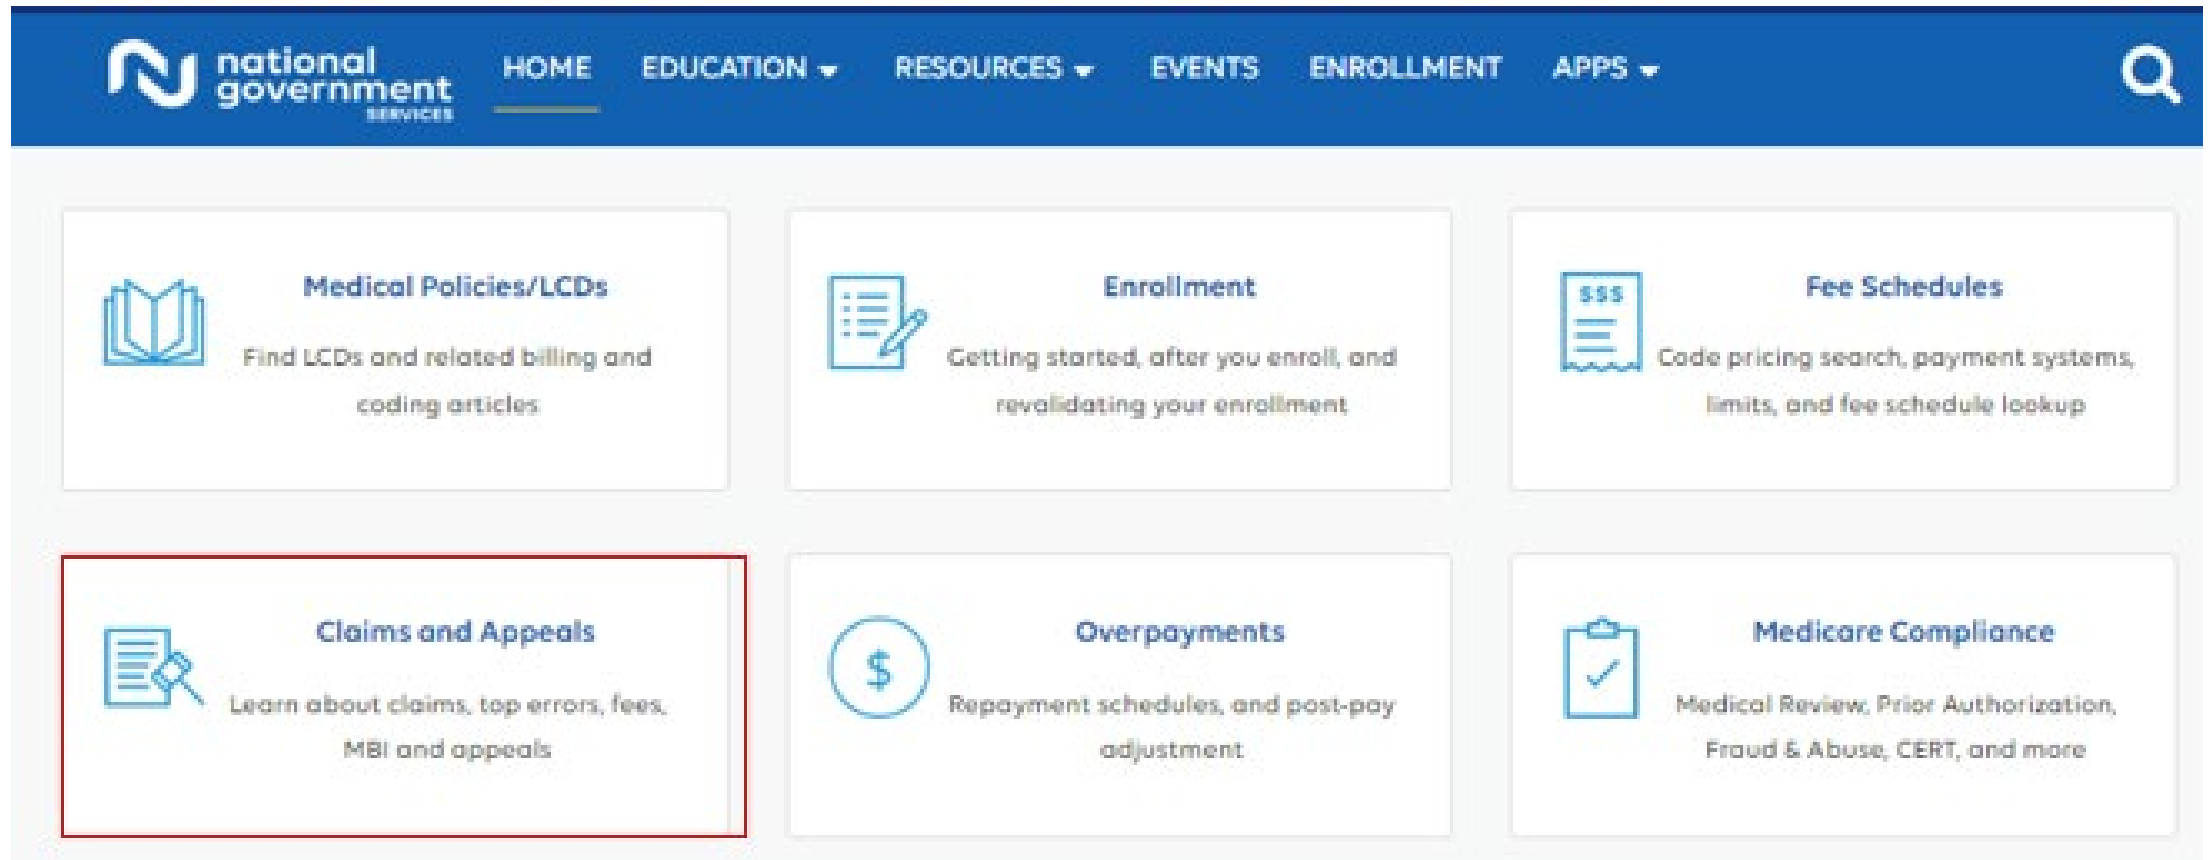 national
government
SERVICES
HOME
EDUCATION
RESOURCES
EVENTS
ENROLLMENT
APPS
Medical Policies/LCDs
Find LCDs and related billing and
coding articles
Enrollment
Getting started, after you enroll, and
revalidating your enrollment
$$$
Fee Schedules
Code pricing search, payment systems,
limits, and fee schedule lookup
Claims and Appeals
Learn about claims, top errors, fees,
MBI and appeals
$
Overpayments
Repayment schedules, and post-pay
adjustment
Medicare Compliance
Medical Review, Prior Authorization,
Fraud & Abuse, CERT, and more